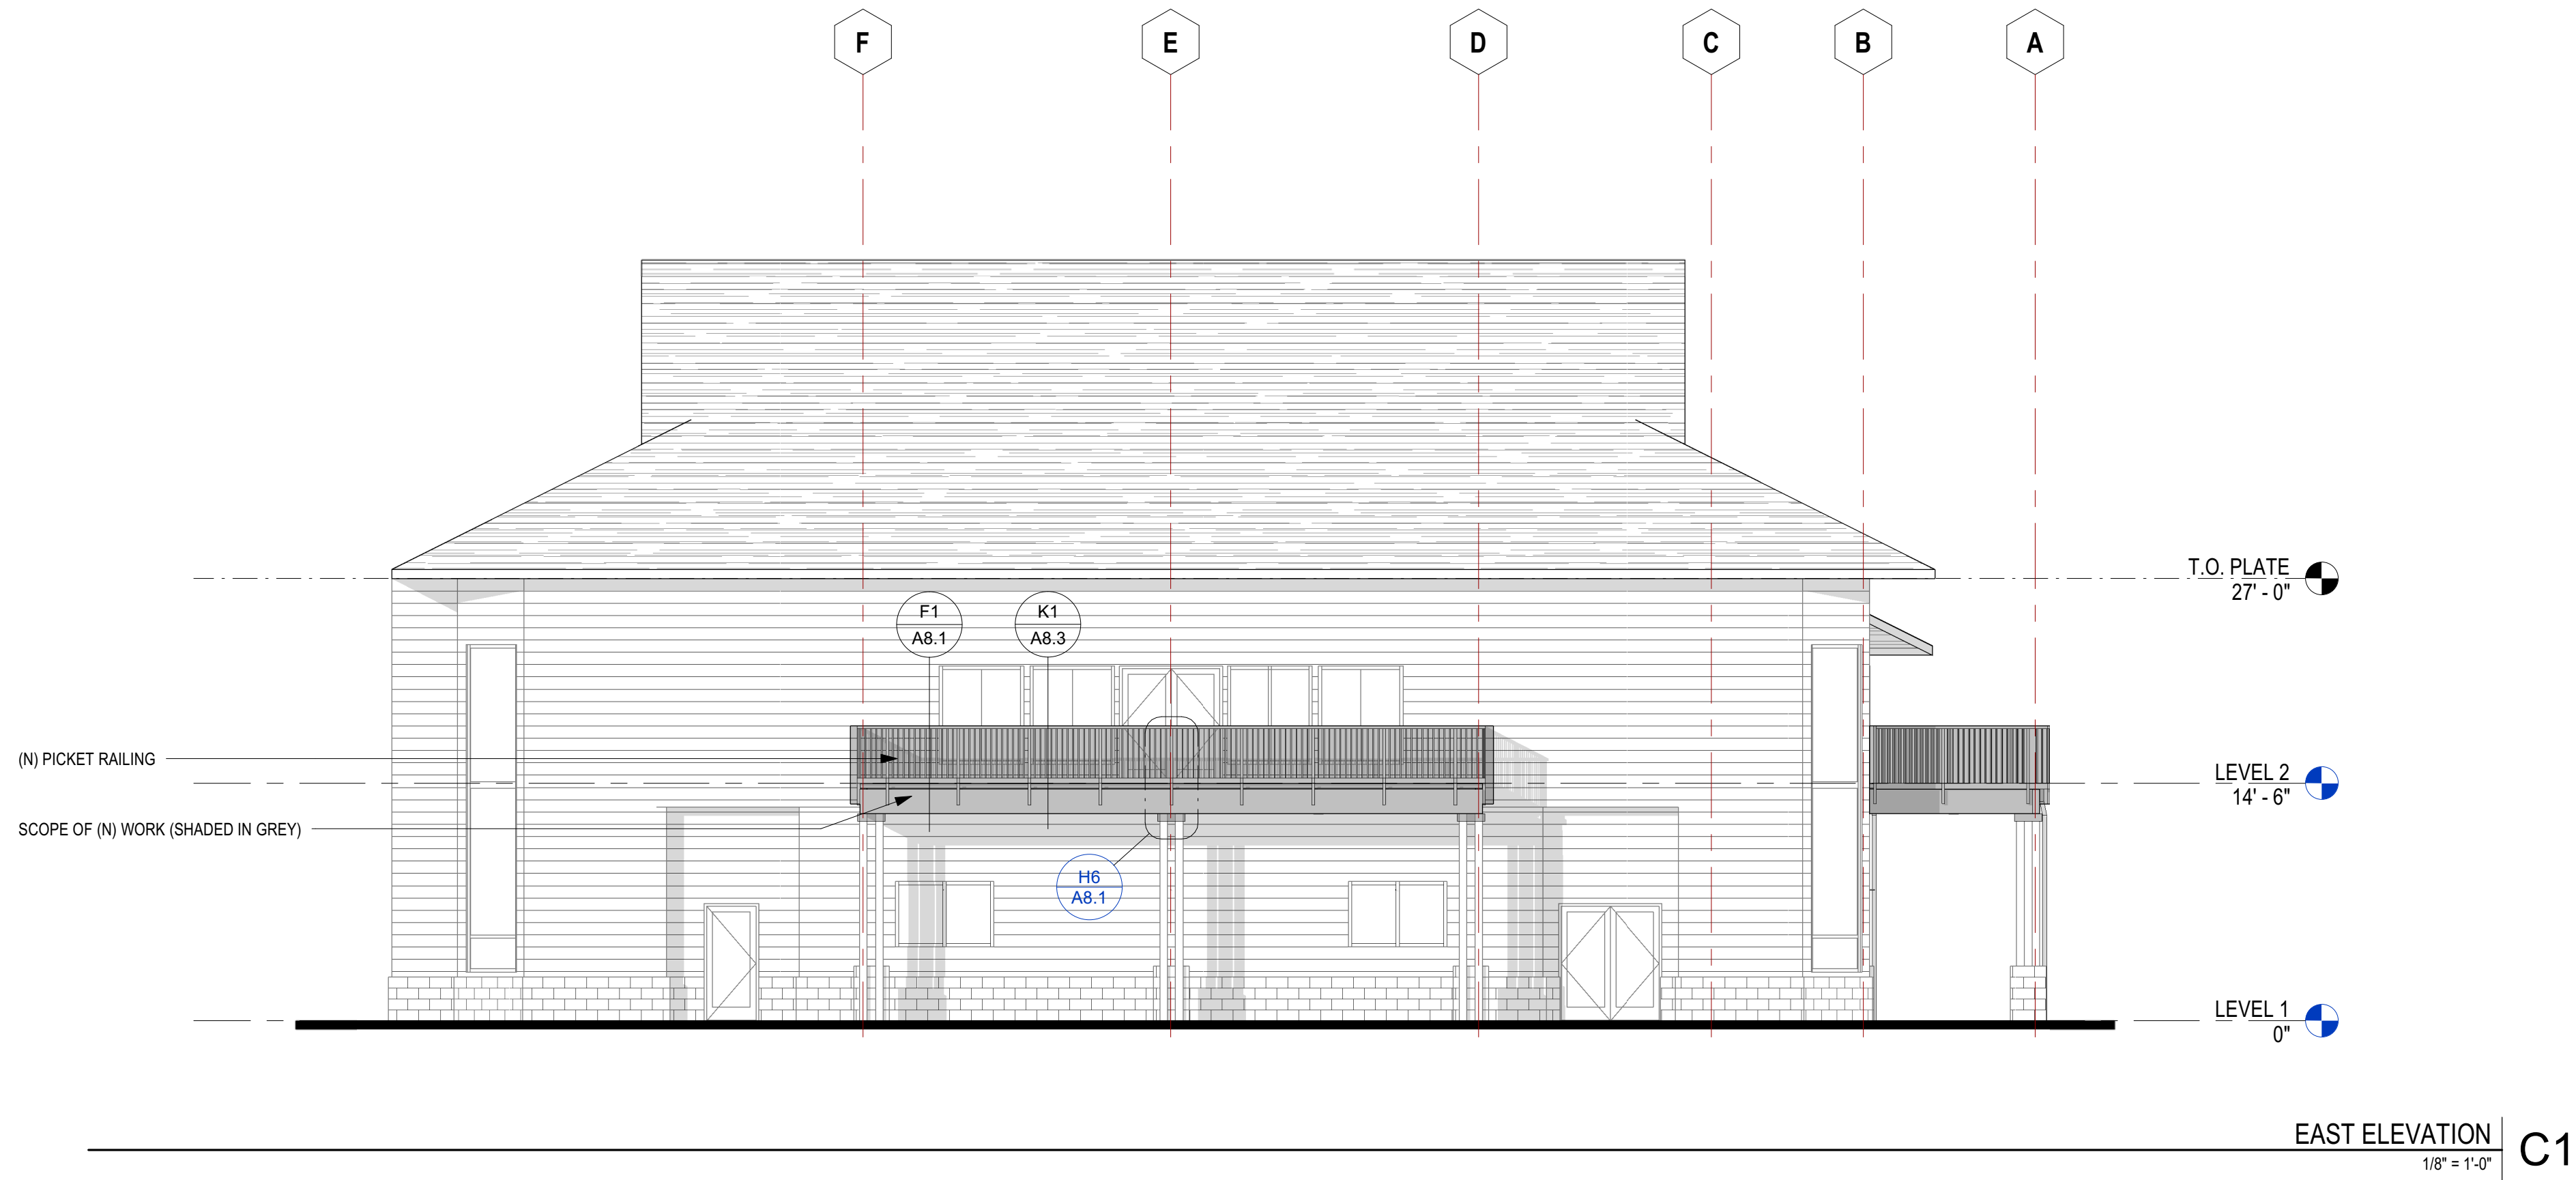 F E D C B A
T.O. PLATE
27' - 0"
F1
A8.1
K1
A8.3
(N) PICKET RAILING
LEVEL 2
14' - 6"
SCOPE OF (N) WORK (SHADED IN GREY)
H6
A8.1
LEVEL 1
0"
EAST ELEVATION
1/8" = 1'-0"
C1